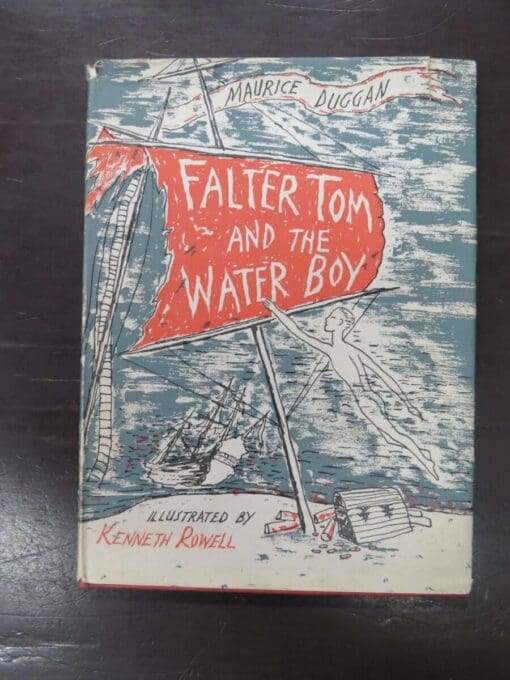 MAURICE DUGGAN
FALTER TOM
AND THE
WATER BOY
ILLUSTRATED BY
KENNETH ROWELL